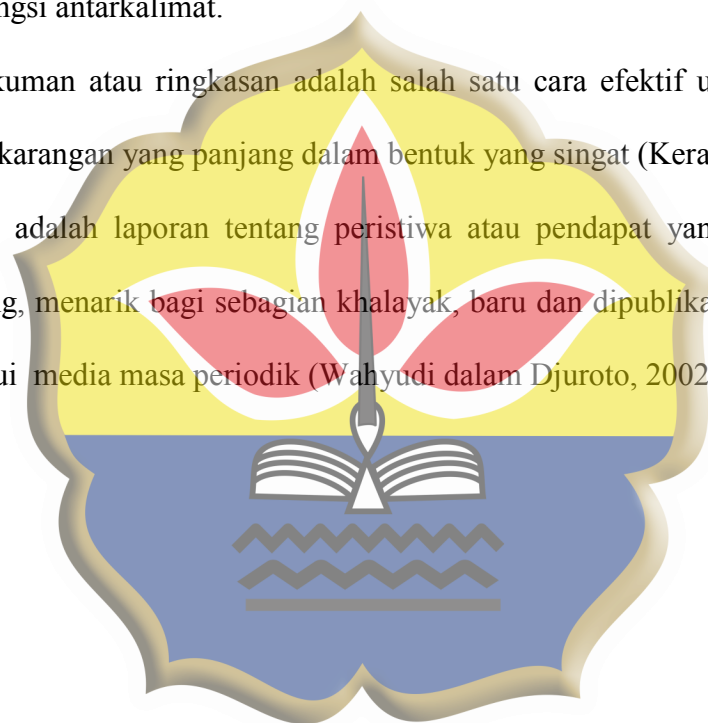 ngsi antarkalimat.
kuman atau ringkasan adalah salah satu cara efektif u
karangan yang panjang dalam bentuk yang singat (Kera
adalah laporan tentang peristiwa atau pendapat yan
g, menarik bagi sebagian khalayak, baru dan dipublika
ui media masa periodik (Wahyudi dalam Djuroto, 2002